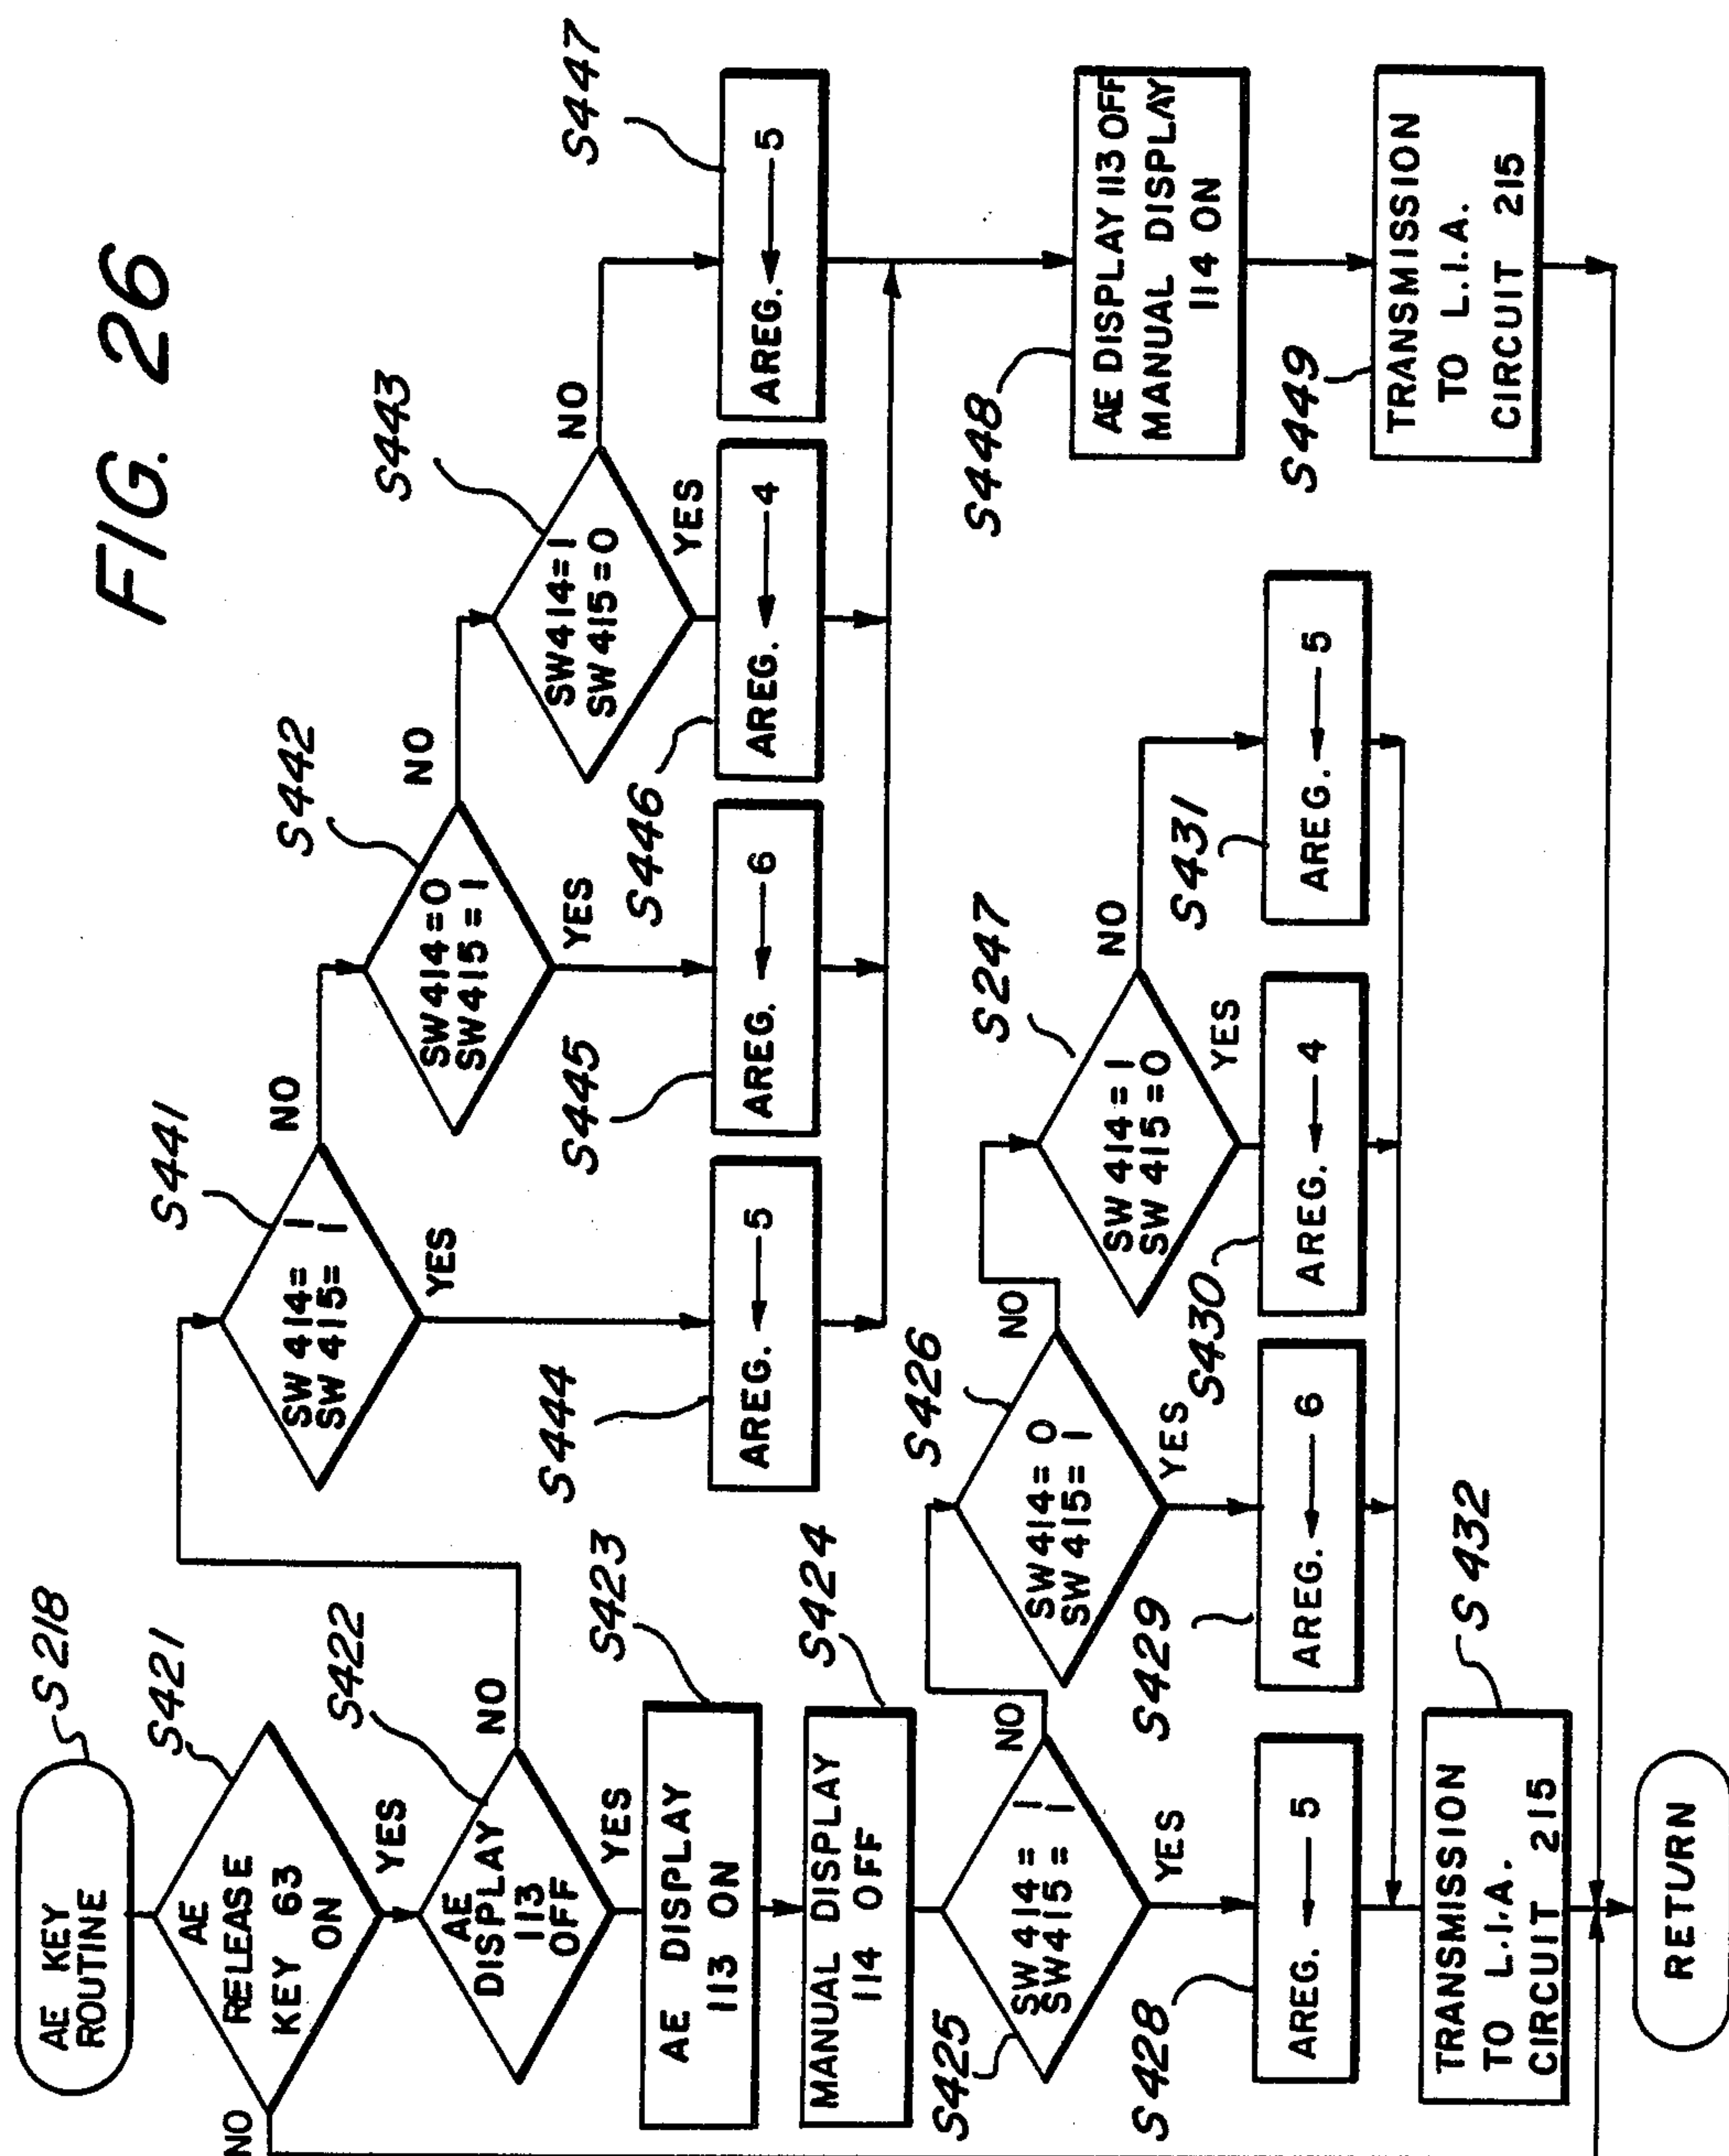 FIG. 26
AE KEY
ROUTINE
S218
AE
RELEASE
KEY 63
ON
S421
NO
YES
AE
DISPLAY
113
OFF
S422
NO
YES
AE DISPLAY
113 ON
S423
MANUAL DISPLAY
114 OFF
S424
SW414=1
SW415=1
S425
NO
YES
SW414=0
SW415=1
S426
NO
YES
SW414=1
SW415=0
S247
NO
YES
AREG.←5
S428
AREG.←6
S429
AREG.←4
S430
AREG.←5
S431
TRANSMISSION
TO L.I.A.
CIRCUIT 215
S432
RETURN
SW414=1
SW415=1
S441
NO
YES
SW414=0
SW415=1
S442
NO
YES
SW414=1
SW415=0
S443
NO
YES
AREG.←5
S444
AREG.←6
S445
AREG.←4
S446
AREG.←5
S447
AE DISPLAY 113 OFF
MANUAL DISPLAY
114 ON
S448
TRANSMISSION
TO L.I.A.
CIRCUIT 215
S449